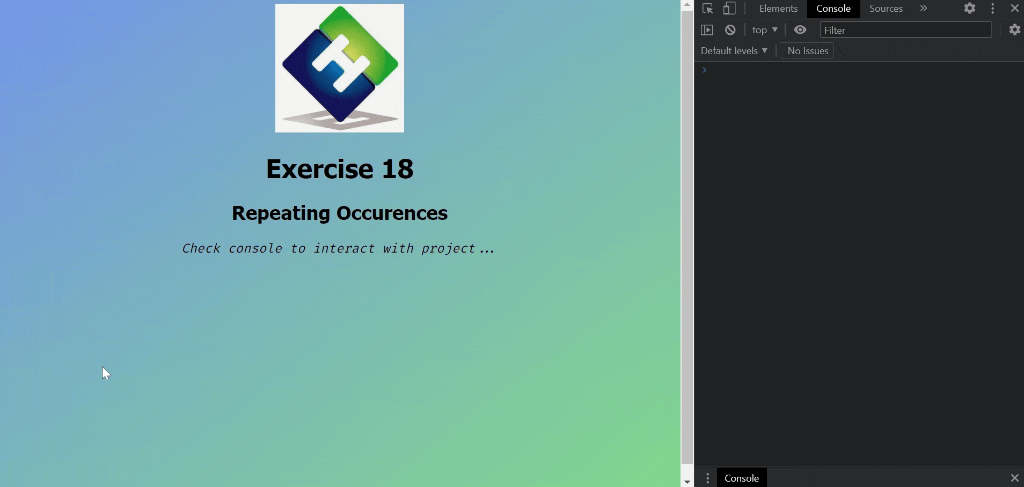 H
Exercise 18
Repeating Occurences
Check console to interact with project...
Elements Console Sources »
top ▼ Filter
Default levels ▼ No Issues
›
Console